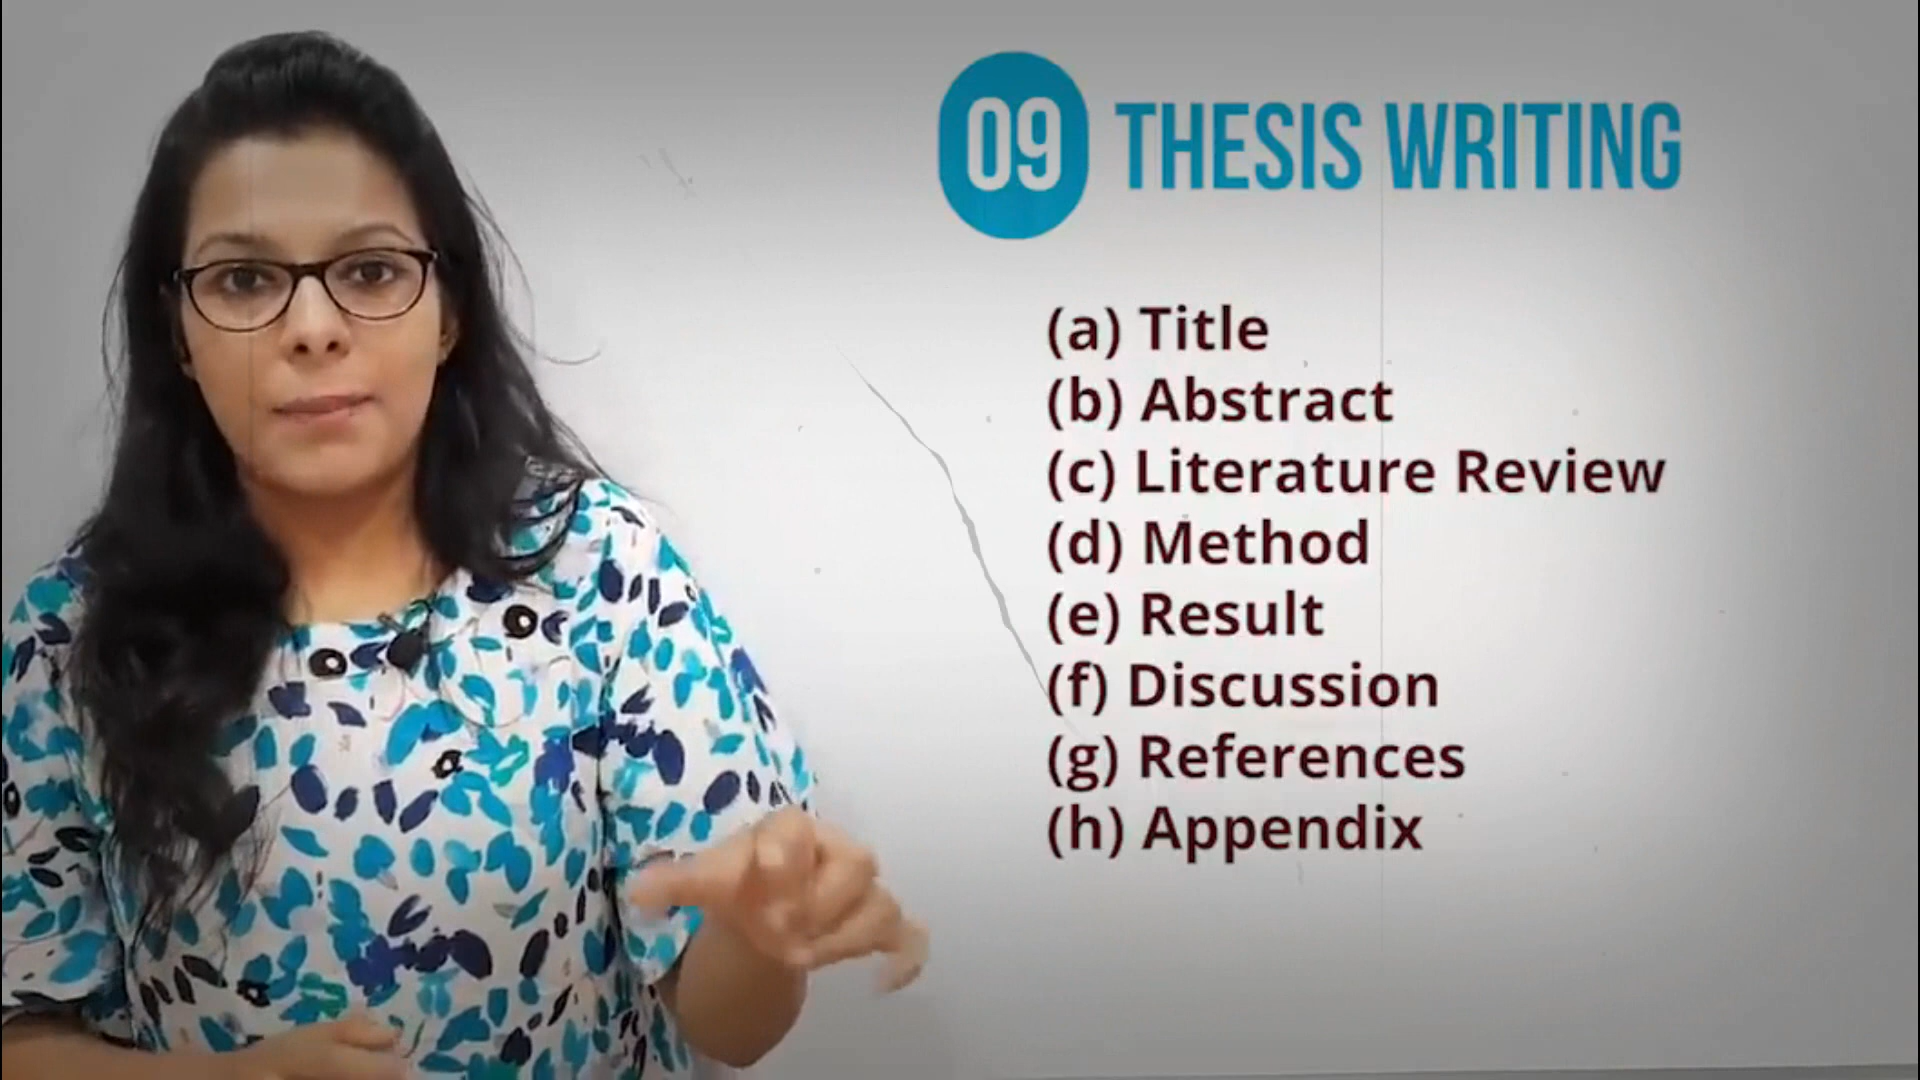 09 THESIS WRITING
(a) Title
(b) Abstract
(c) Literature Review
(d) Method
(e) Result
(f) Discussion
(g) References
(h) Appendix